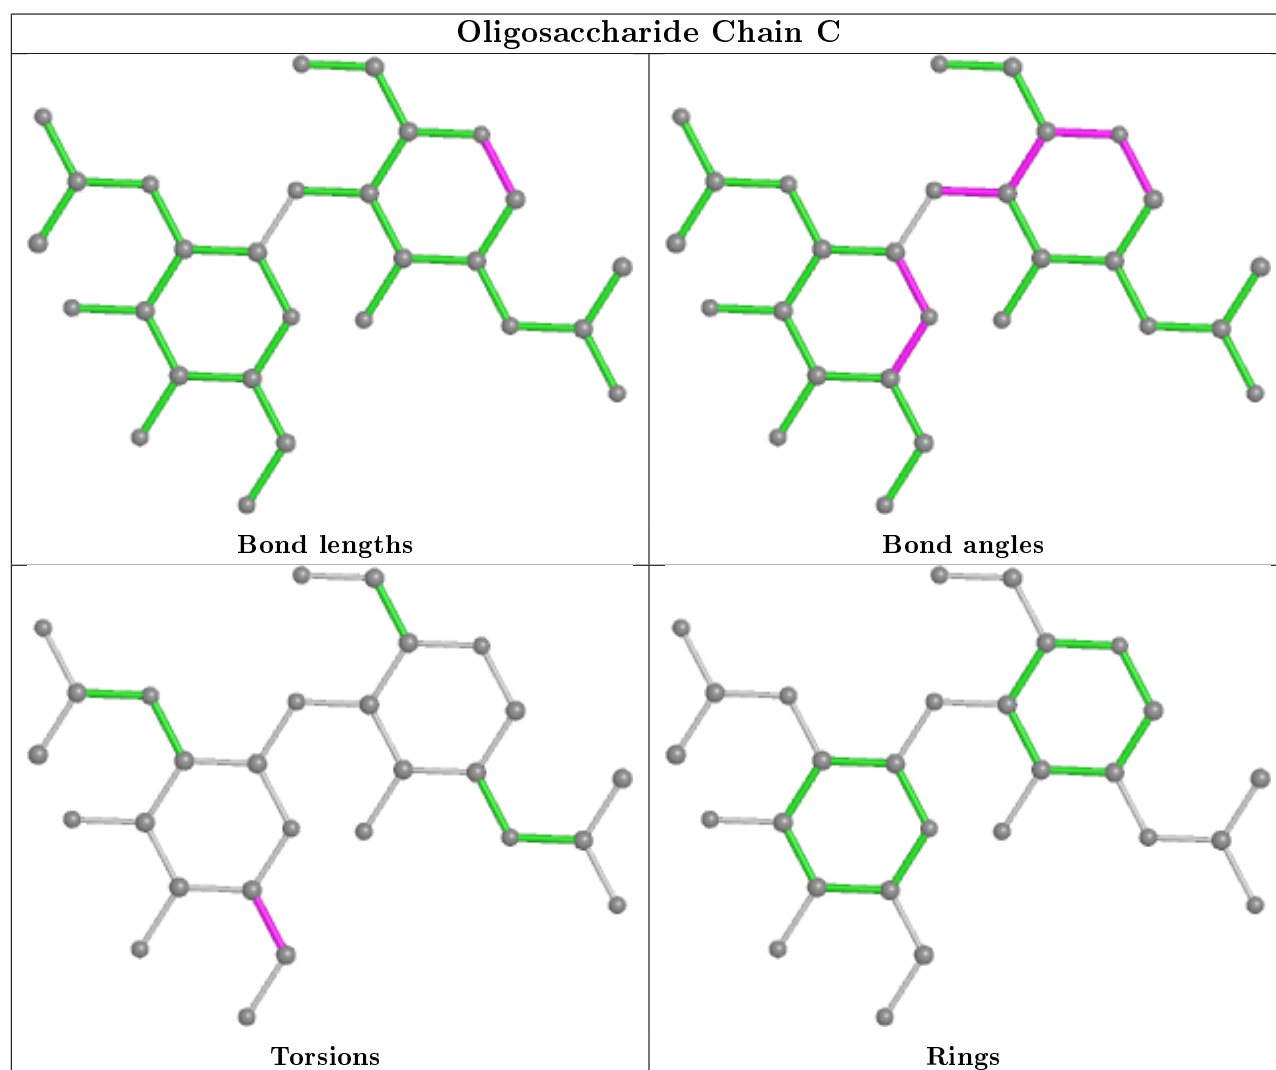 Oligosaccharide Chain C
Bond lengths
Bond angles
Torsions
Rings